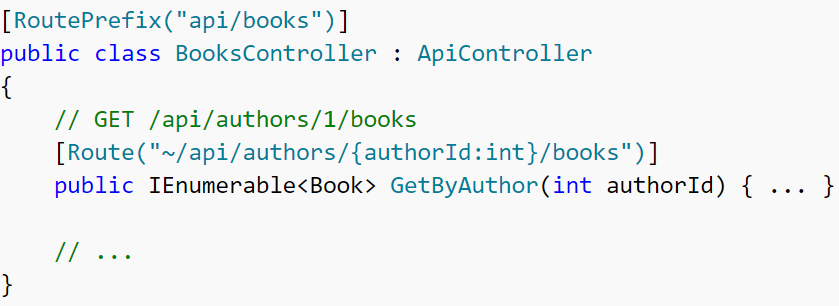 [RoutePrefix("api/books")]
public class BooksController : ApiController
{
    // GET /api/authors/1/books
    [Route("~/api/authors/{authorId:int}/books")]
    public IEnumerable<Book> GetByAuthor(int authorId) { ... }

    // ...
}